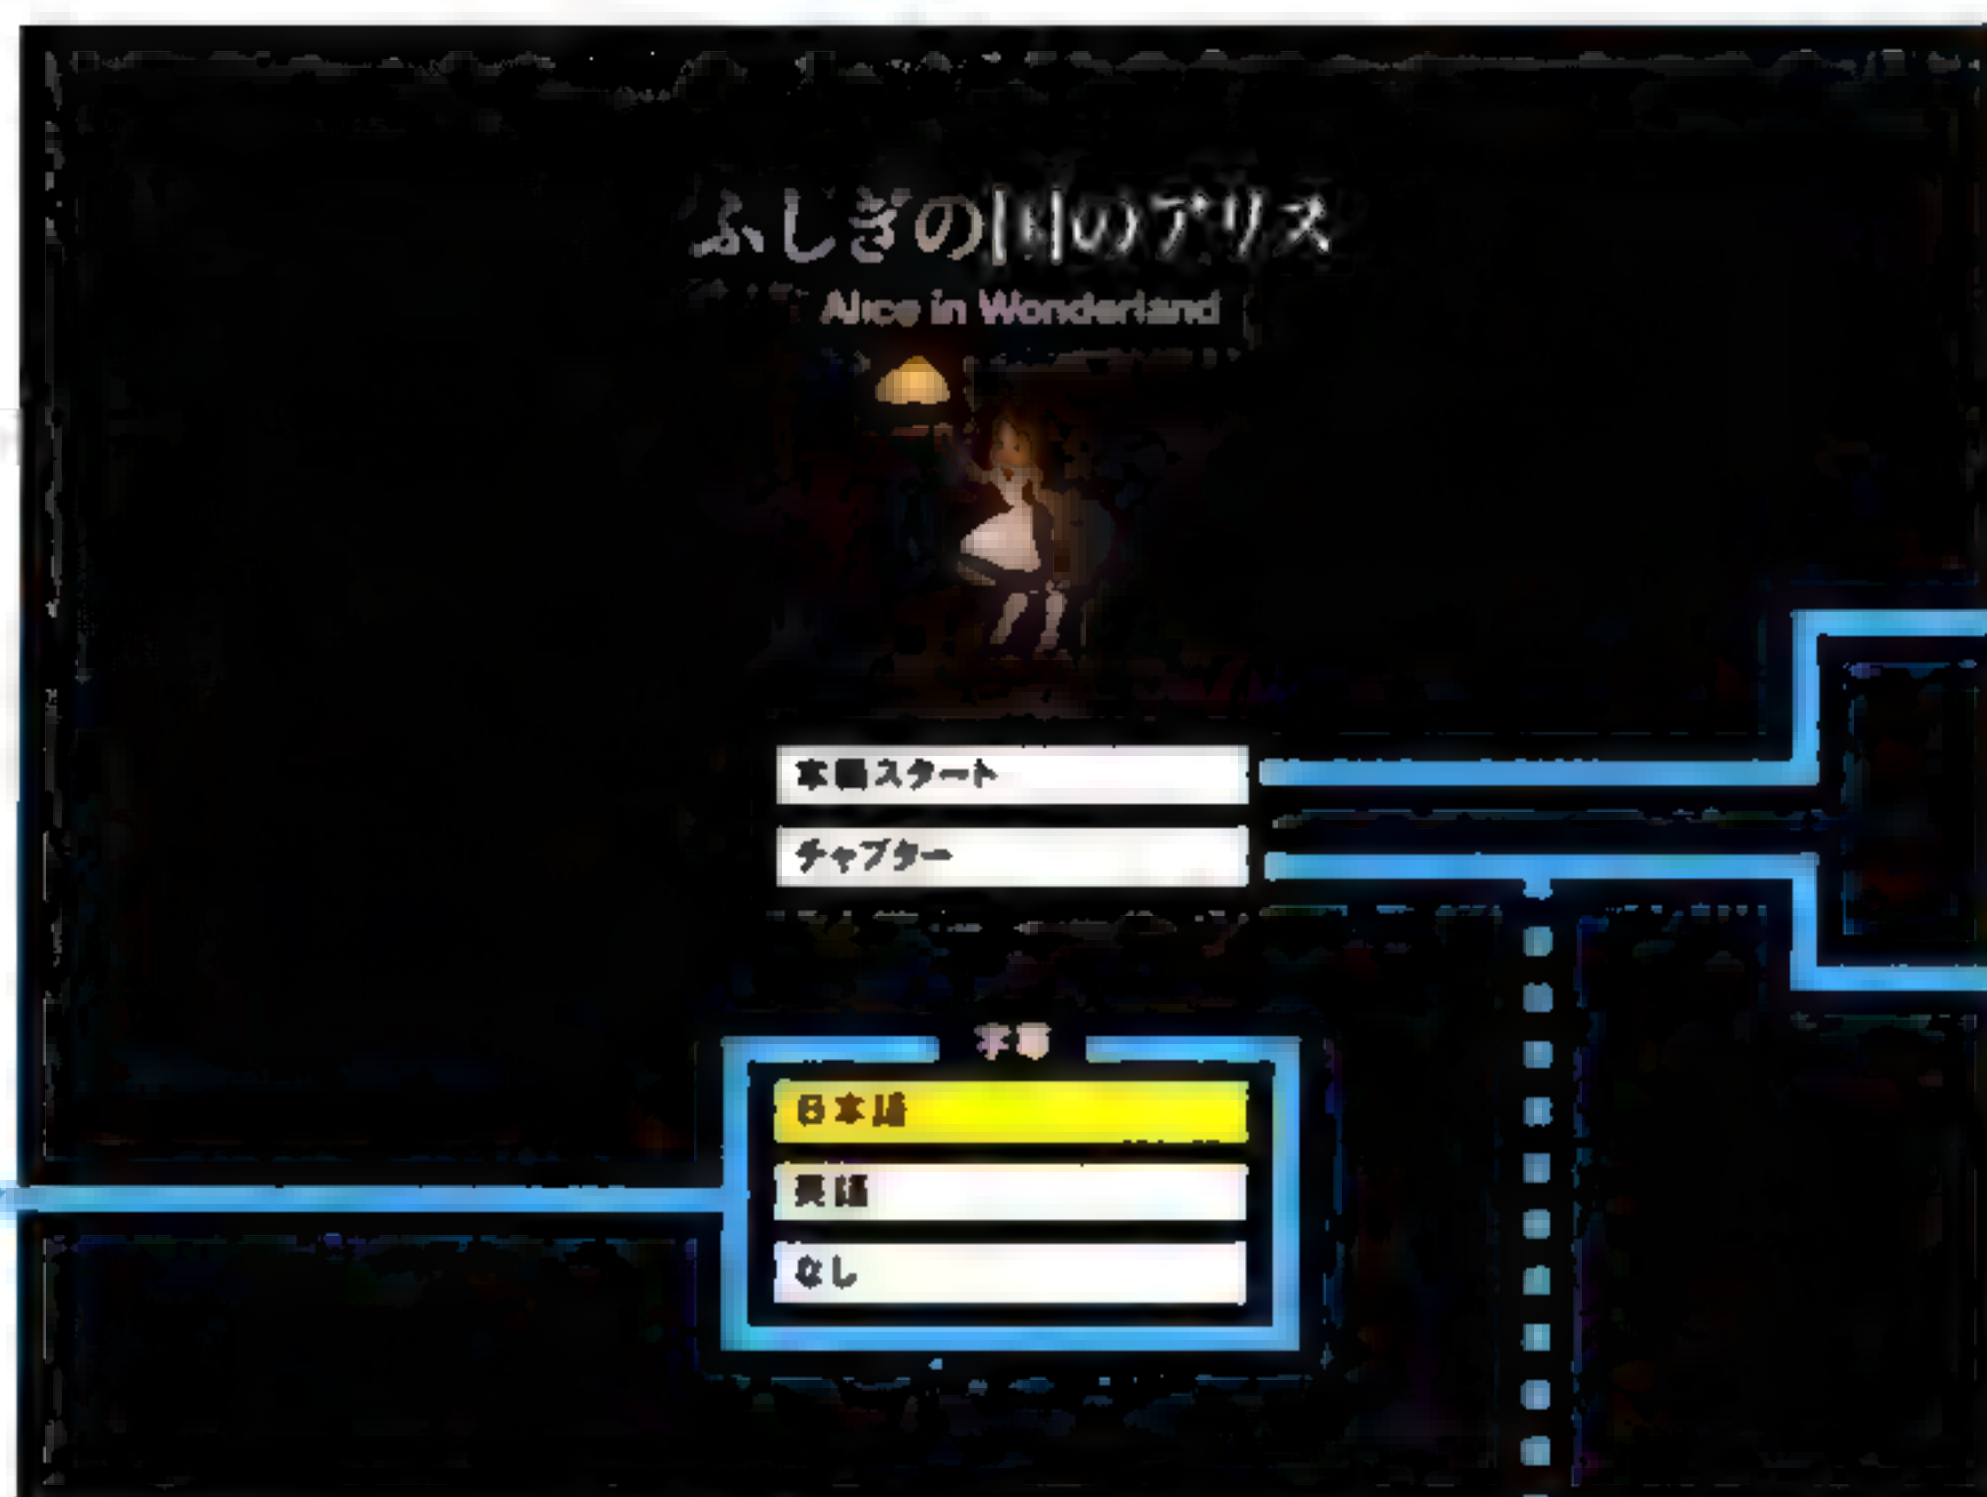 ふしぎの国のアリス
Alice in Wonderland
本編スタート
チャプター
字幕
日本語
英語
なし